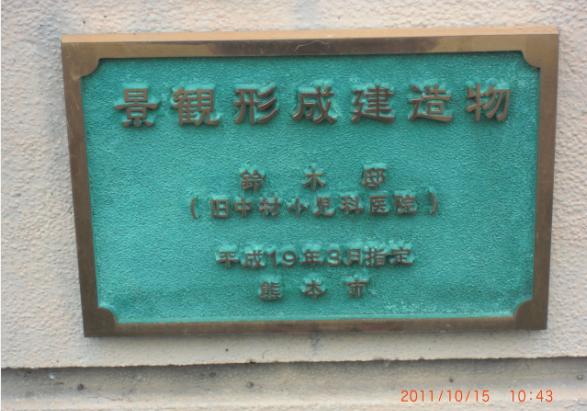 景観形成建造物
鈴木邸
(旧中村小児科医院)
平成19年3月指定
熊本市
2011/10/15 10:43